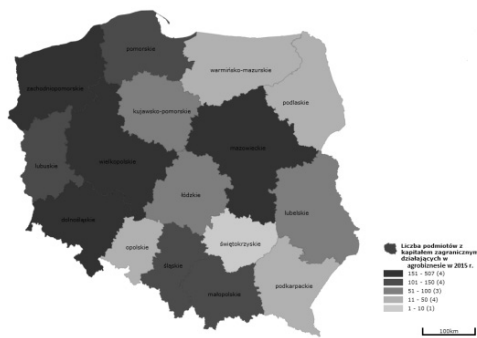 pomorskie
warmińsko-mazurskie
zachodniopomorskie
podlaskie
kujawsko-pomorskie
mazowieckie
lubuskie
wielkopolskie
łódzkie
lubelskie
dolnośląskie
opolskie
świętokrzyskie
śląskie
małopolskie
podkarpackie
Liczba podmiotów z
kapitałem zagranicznym
działających w
agrobiznesie w 2015 r.
151 - 507 (4)
101 - 150 (4)
51 - 100 (3)
11 - 50 (4)
1 - 10 (1)
100km